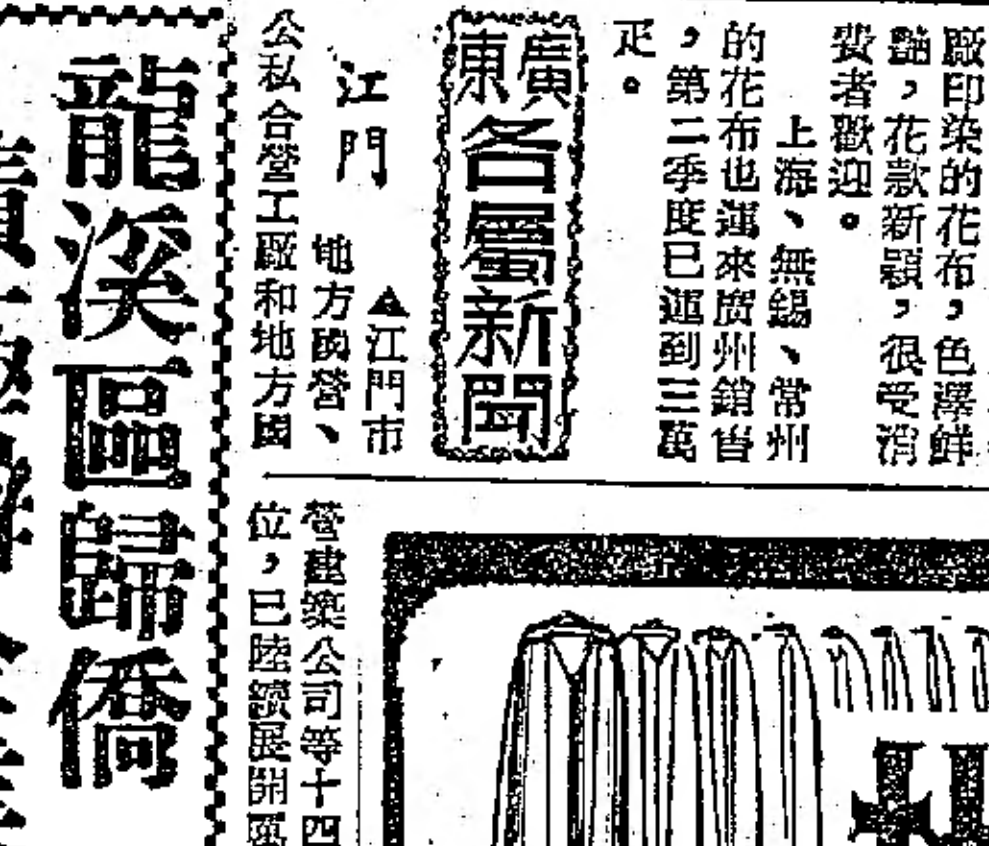 廠印染的花布，色澤鮮
豔，花款新穎，很受消
費者歡迎。
上海、無錫、常州
的花布也運來廣州銷售
，第二季度已運到三萬
疋。
廣東
各屬新聞
江門
▲江門市
地方國營、
公私合營工廠和地方國
營建築公司等十四
位，已陸續展開
龍溪區歸僑